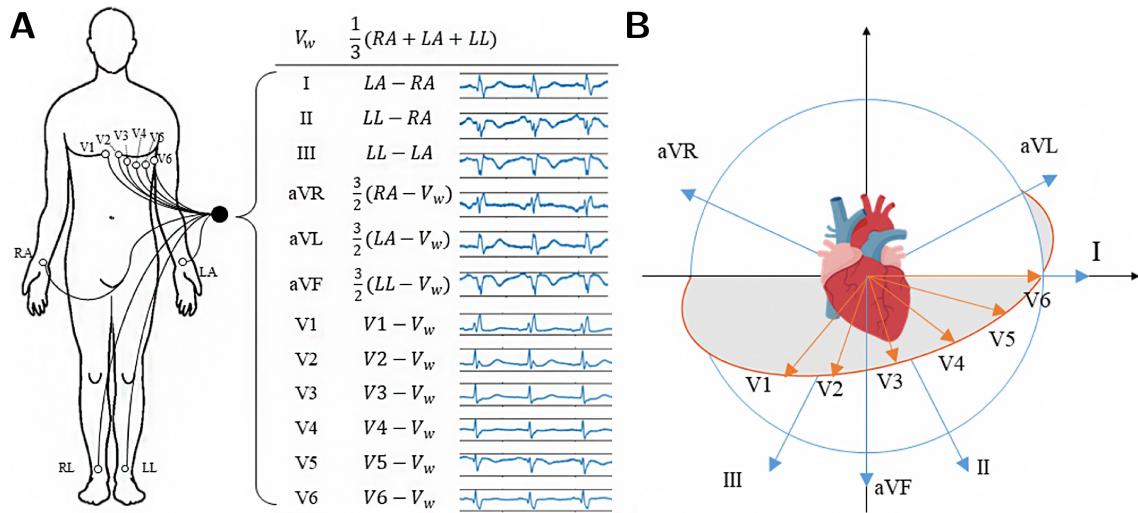 A
V_w 1/3 (RA + LA + LL)
I LA − RA
II LL − RA
III LL − LA
aVR 3/2 (RA − V_w)
aVL 3/2 (LA − V_w)
aVF 3/2 (LL − V_w)
V1 V1 − V_w
V2 V2 − V_w
V3 V3 − V_w
V4 V4 − V_w
V5 V5 − V_w
V6 V6 − V_w
V1 V2 V3 V4 V5
V6
RA
LA
RL LL
B
aVR aVL
I
V6
V5
V4
V3
V2
V1
III
aVF
II